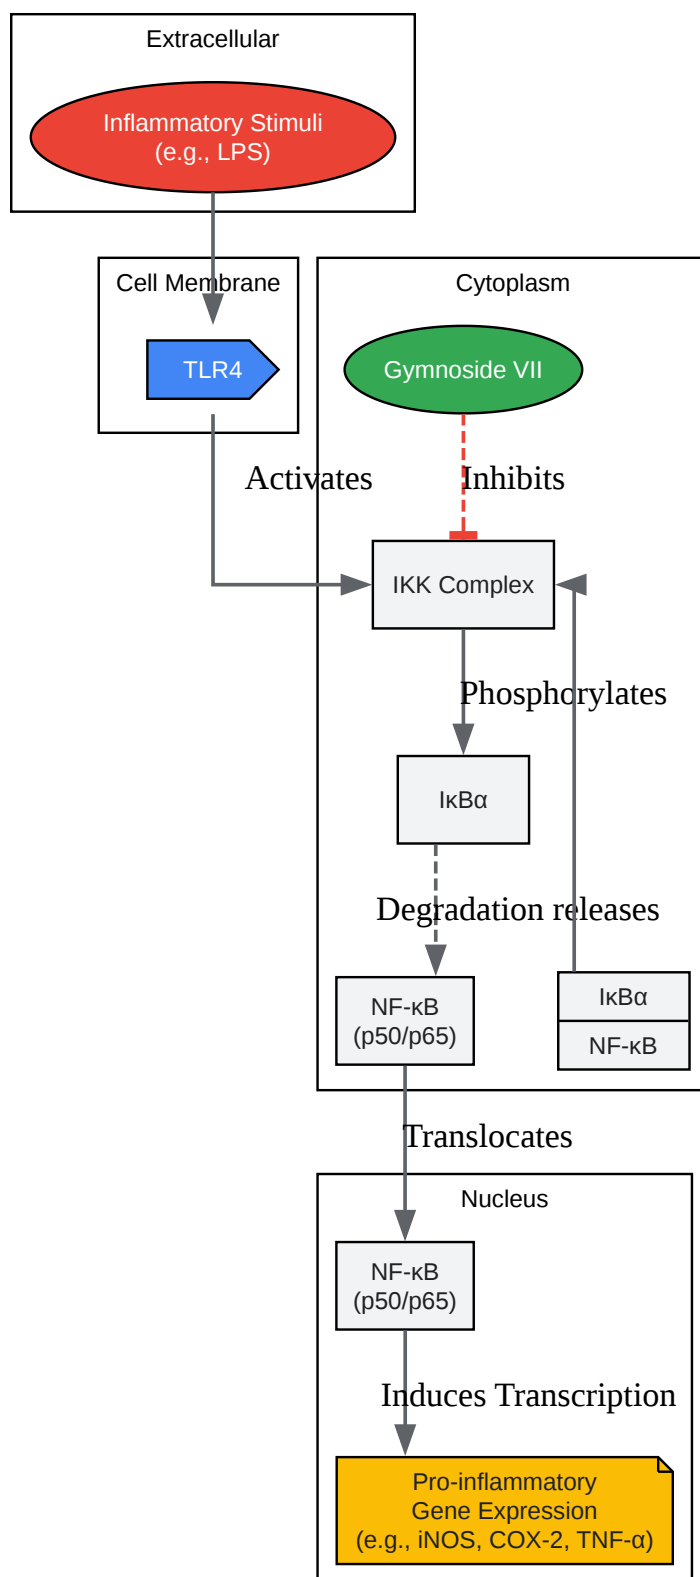 Extracellular
Inflammatory Stimuli
(e.g., LPS)
Cell Membrane
Cytoplasm
TLR4
Gymnoside VII
Activates
Inhibits
IKK Complex
Phosphorylates
IκBα
Degradation releases
NF-κB
(p50/p65)
IκBα
NF-κB
Translocates
Nucleus
NF-κB
(p50/p65)
Induces Transcription
Pro-inflammatory
Gene Expression
(e.g., iNOS, COX-2, TNF-α)